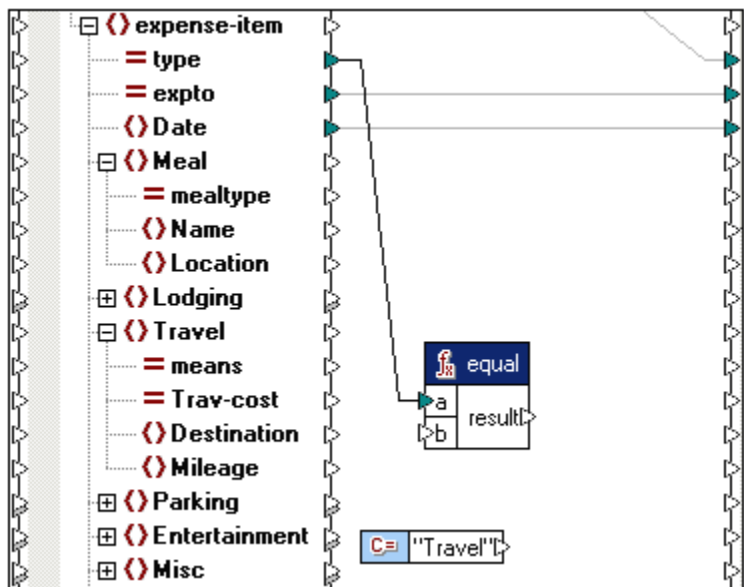 expense-item
type
expto
Date
Meal
mealtype
Name
Location
Lodging
Travel
means
fx equal
Trav-cost
a
result
b
Destination
Mileage
Parking
Entertainment
C= "Travel"
Misc